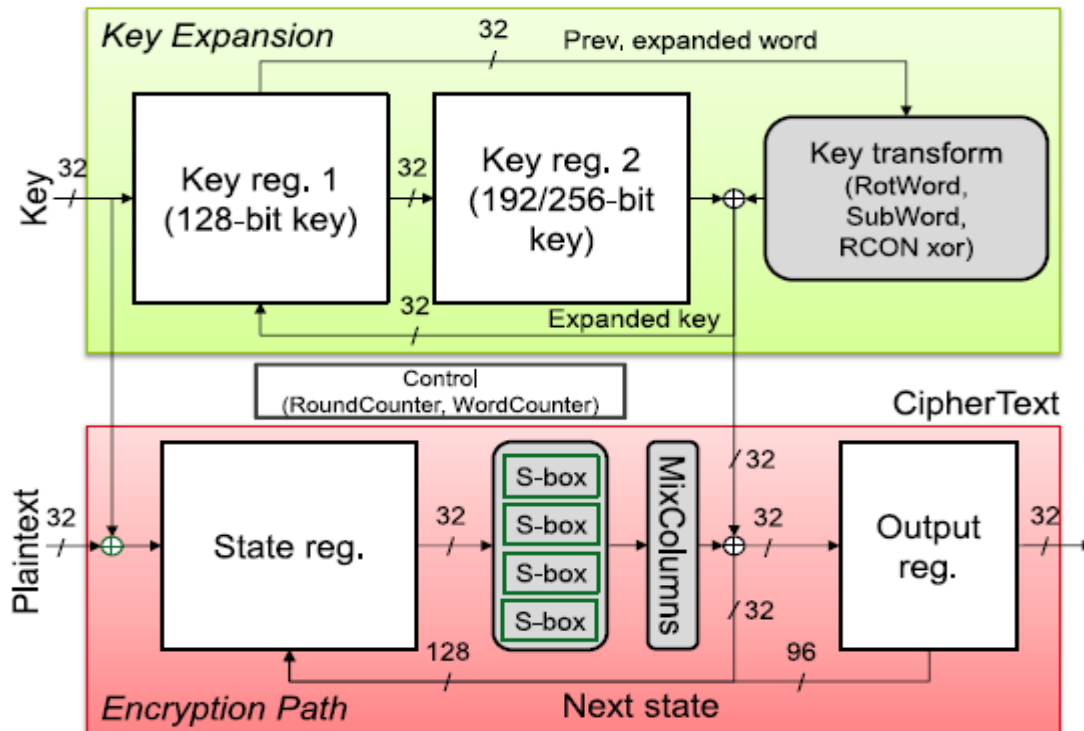 Key Expansion
32
Prev. expanded word
Key
32
Key reg. 1
(128-bit key)
32
Key reg. 2
(192/256-bit
key)
Key transform
(RotWord,
SubWord,
RCON xor)
32
Expanded key
Control
(RoundCounter, WordCounter)
CipherText
Plaintext
32
State reg.
32
S-box
S-box
S-box
S-box
MixColumns
32
32
32
Output
reg.
32
128
96
Encryption Path
Next state